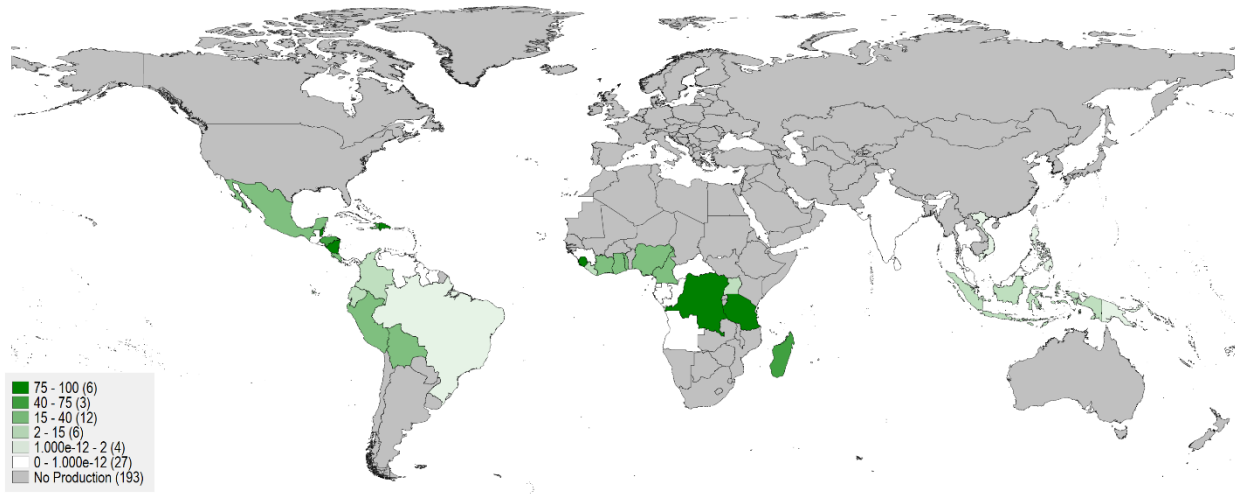 75 - 100 (6)
40 - 75 (3)
15 - 40 (12)
2 - 15 (6)
1.000e-12 - 2 (4)
0 - 1.000e-12 (27)
No Production (193)